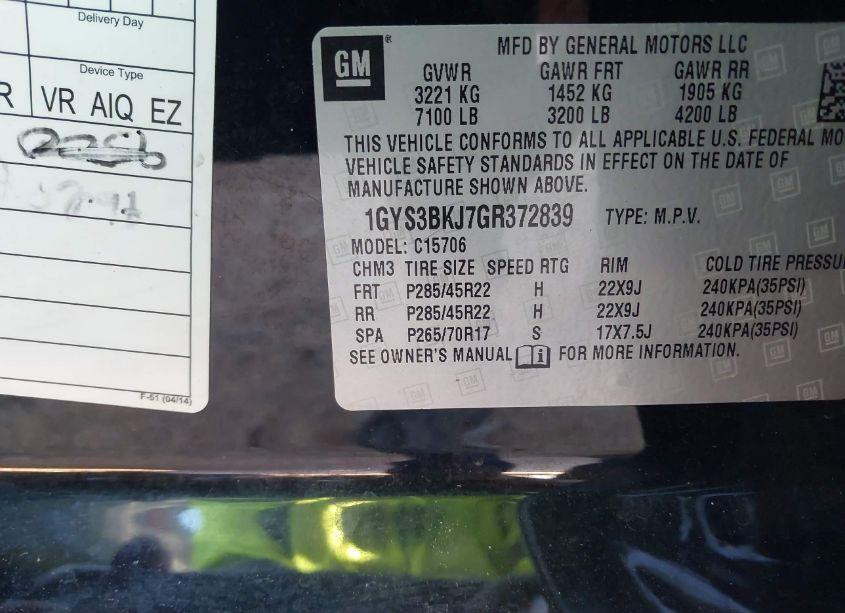 Delivery Day
Device Type
R VR AIQ EZ
F-51 (04/14)
GM
MFD BY GENERAL MOTORS LLC
GVWR GAWR FRT GAWR RR
3221 KG 1452 KG 1905 KG
7100 LB 3200 LB 4200 LB
THIS VEHICLE CONFORMS TO ALL APPLICABLE U.S. FEDERAL MO
VEHICLE SAFETY STANDARDS IN EFFECT ON THE DATE OF
MANUFACTURE SHOWN ABOVE.
1GYS3BKJ7GR372839 TYPE: M.P.V.
MODEL: C15706
CHM3 TIRE SIZE SPEED RTG RIM COLD TIRE PRESSU
FRT P285/45R22 H 22X9J 240KPA(35PSI)
RR P285/45R22 H 22X9J 240KPA(35PSI)
SPA P265/70R17 S 17X7.5J 240KPA(35PSI)
SEE OWNER'S MANUAL FOR MORE INFORMATION.